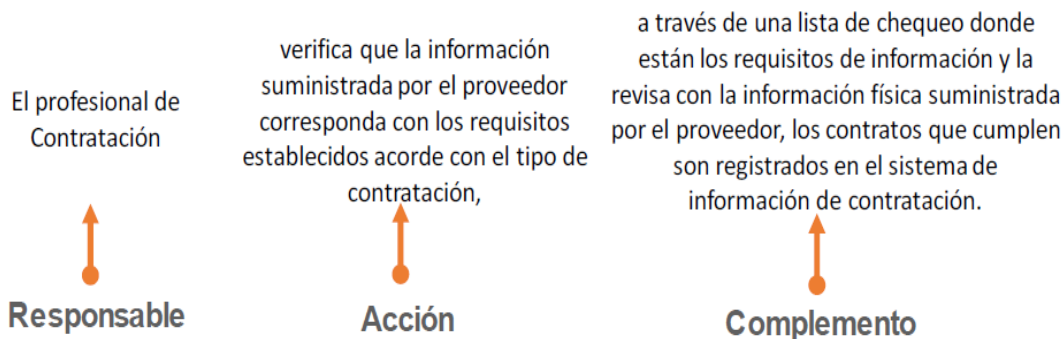 El profesional de
Contratación
verifica que la información
suministrada por el proveedor
corresponda con los requisitos
establecidos acorde con el tipo de
contratación,
a través de una lista de chequeo donde
están los requisitos de información y la
revisa con la información física suministrada
por el proveedor, los contratos que cumplen
son registrados en el sistema de
información de contratación.
Responsable
Acción
Complemento